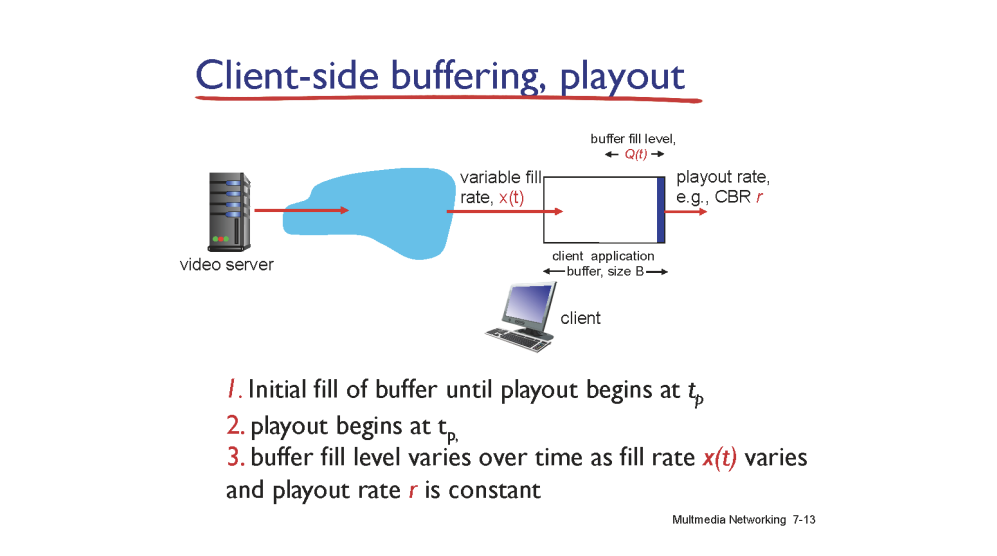 Client-side buffering, playout
buffer fill level,
Q(t)
variable fill
rate, x(t)
playout rate,
e.g., CBR r
client application
buffer, size B
video server
client
1. Initial fill of buffer until playout begins at tp
2. playout begins at tp,
3. buffer fill level varies over time as fill rate x(t) varies
and playout rate r is constant
Multmedia Networking 7-13